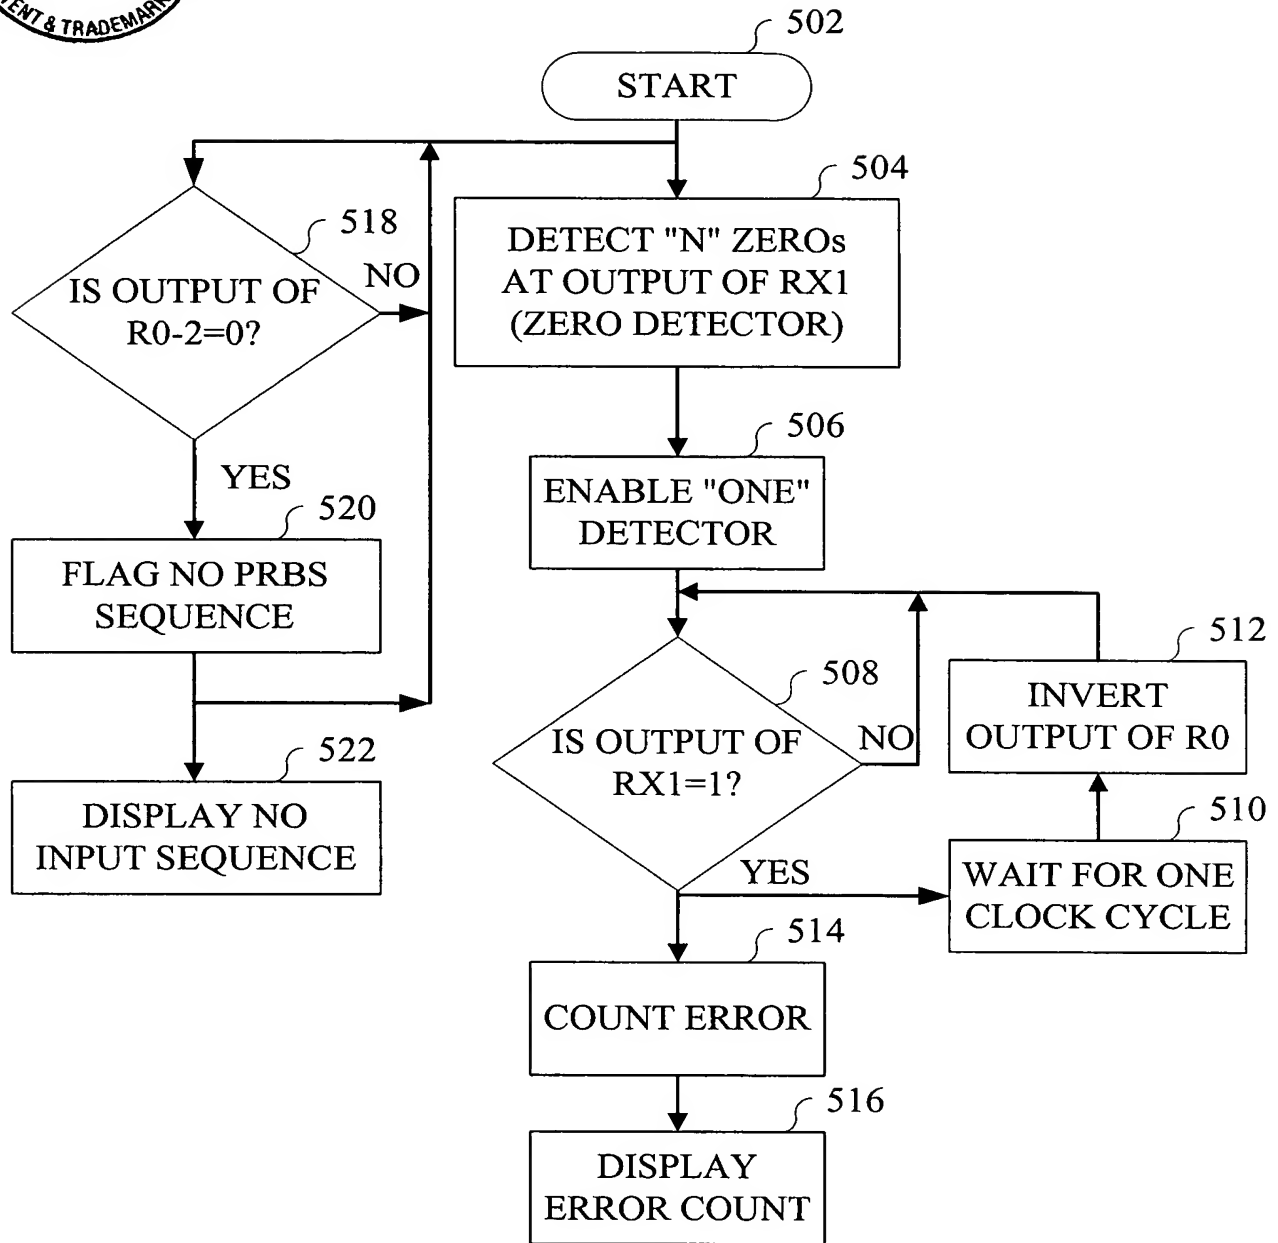 ENT & TRADEMARK
502
START
504
DETECT "N" ZEROs
AT OUTPUT OF RX1
(ZERO DETECTOR)
518
IS OUTPUT OF
R0-2=0?
NO
YES
506
ENABLE "ONE"
DETECTOR
520
FLAG NO PRBS
SEQUENCE
508
IS OUTPUT OF
RX1=1?
NO
YES
512
INVERT
OUTPUT OF R0
510
WAIT FOR ONE
CLOCK CYCLE
522
DISPLAY NO
INPUT SEQUENCE
514
COUNT ERROR
516
DISPLAY
ERROR COUNT